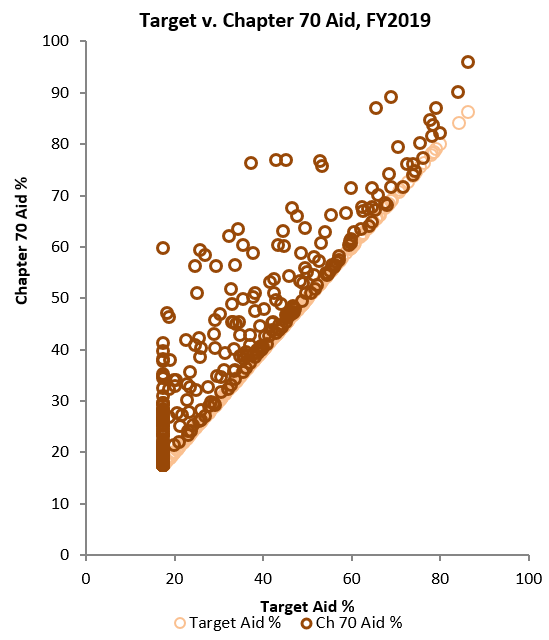 Target v. Chapter 70 Aid, FY2019
100
90
80
70
60
50
40
30
20
10
0
Chapter 70 Aid %
0 20 40 60 80 100
Target Aid %
Target Aid % Ch 70 Aid %